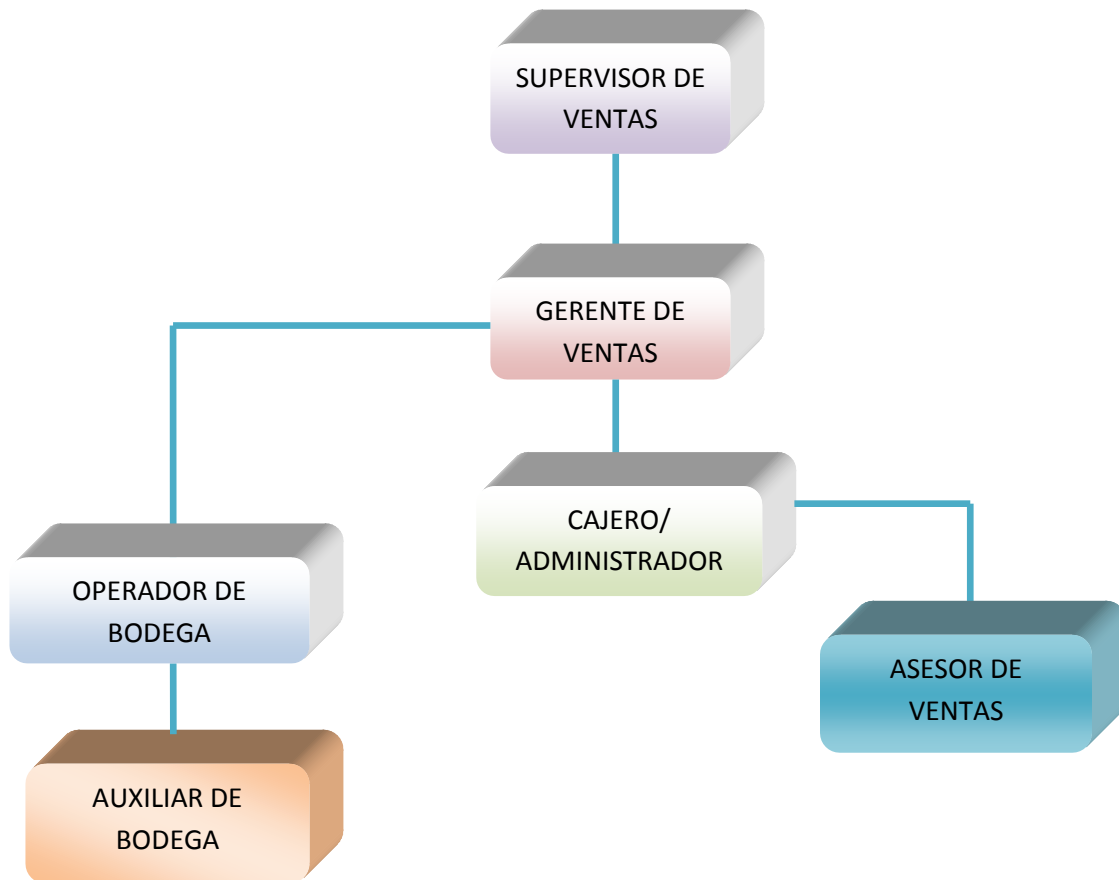 SUPERVISOR DE
VENTAS
GERENTE DE
VENTAS
CAJERO/
ADMINISTRADOR
OPERADOR DE
BODEGA
ASESOR DE
VENTAS
AUXILIAR DE
BODEGA